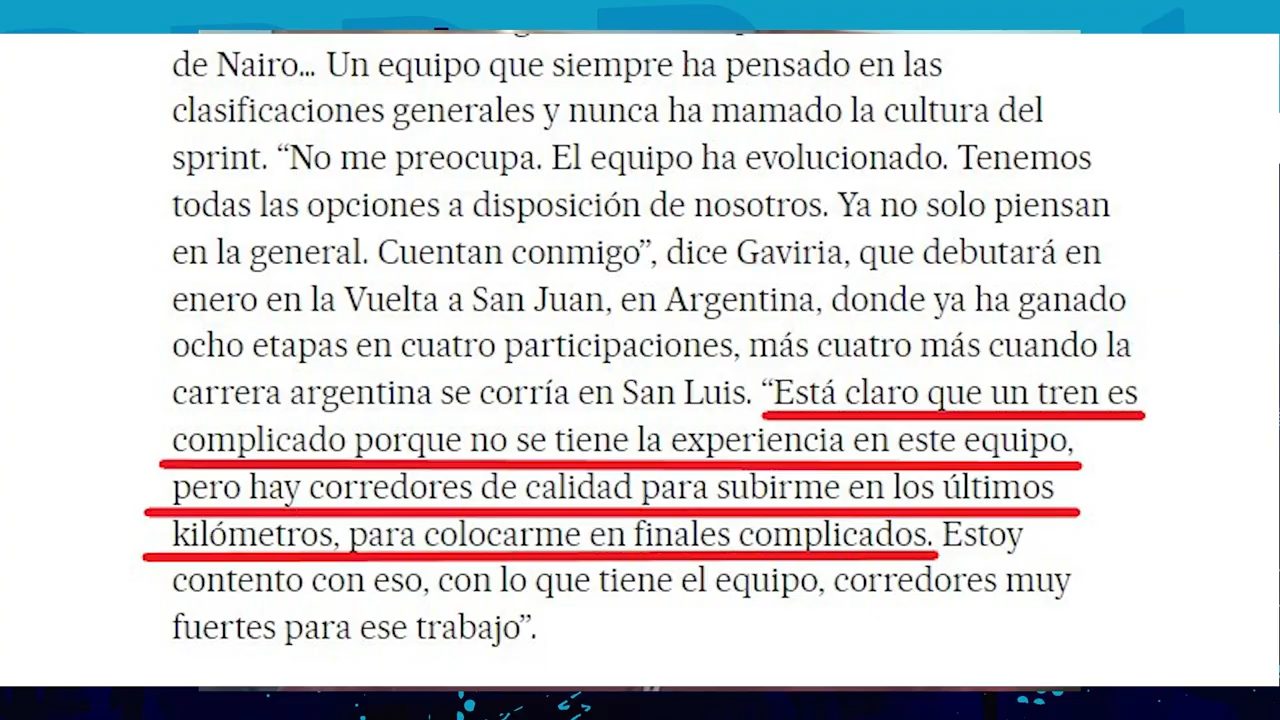 de Nairo... Un equipo que siempre ha pensado en las
clasificaciones generales y nunca ha mamado la cultura del
sprint. “No me preocupa. El equipo ha evolucionado. Tenemos
todas las opciones a disposición de nosotros. Ya no solo piensan
en la general. Cuentan conmigo”, dice Gaviria, que debutará en
enero en la Vuelta a San Juan, en Argentina, donde ya ha ganado
ocho etapas en cuatro participaciones, más cuatro más cuando la
carrera argentina se corría en San Luis. “Está claro que un tren es
complicado porque no se tiene la experiencia en este equipo,
pero hay corredores de calidad para subirme en los últimos
kilómetros, para colocarme en finales complicados. Estoy
contento con eso, con lo que tiene el equipo, corredores muy
fuertes para ese trabajo”.